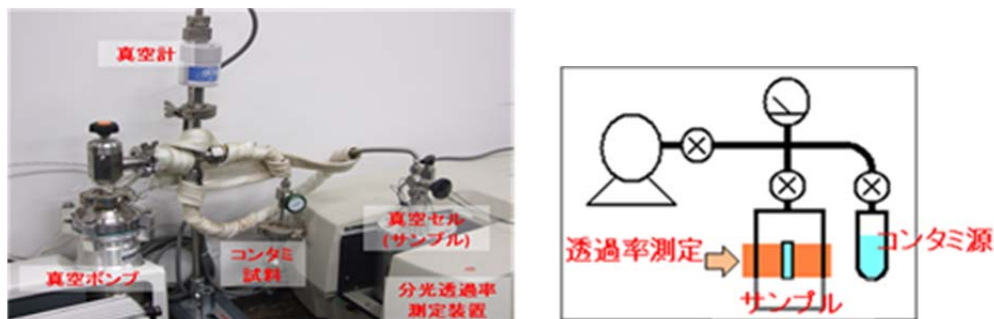 真空計
真空セル
(サンプル)
コンタミ
試料
真空ポンプ
分光透過率
測定装置
コンタミ源
透過率測定
サンプル